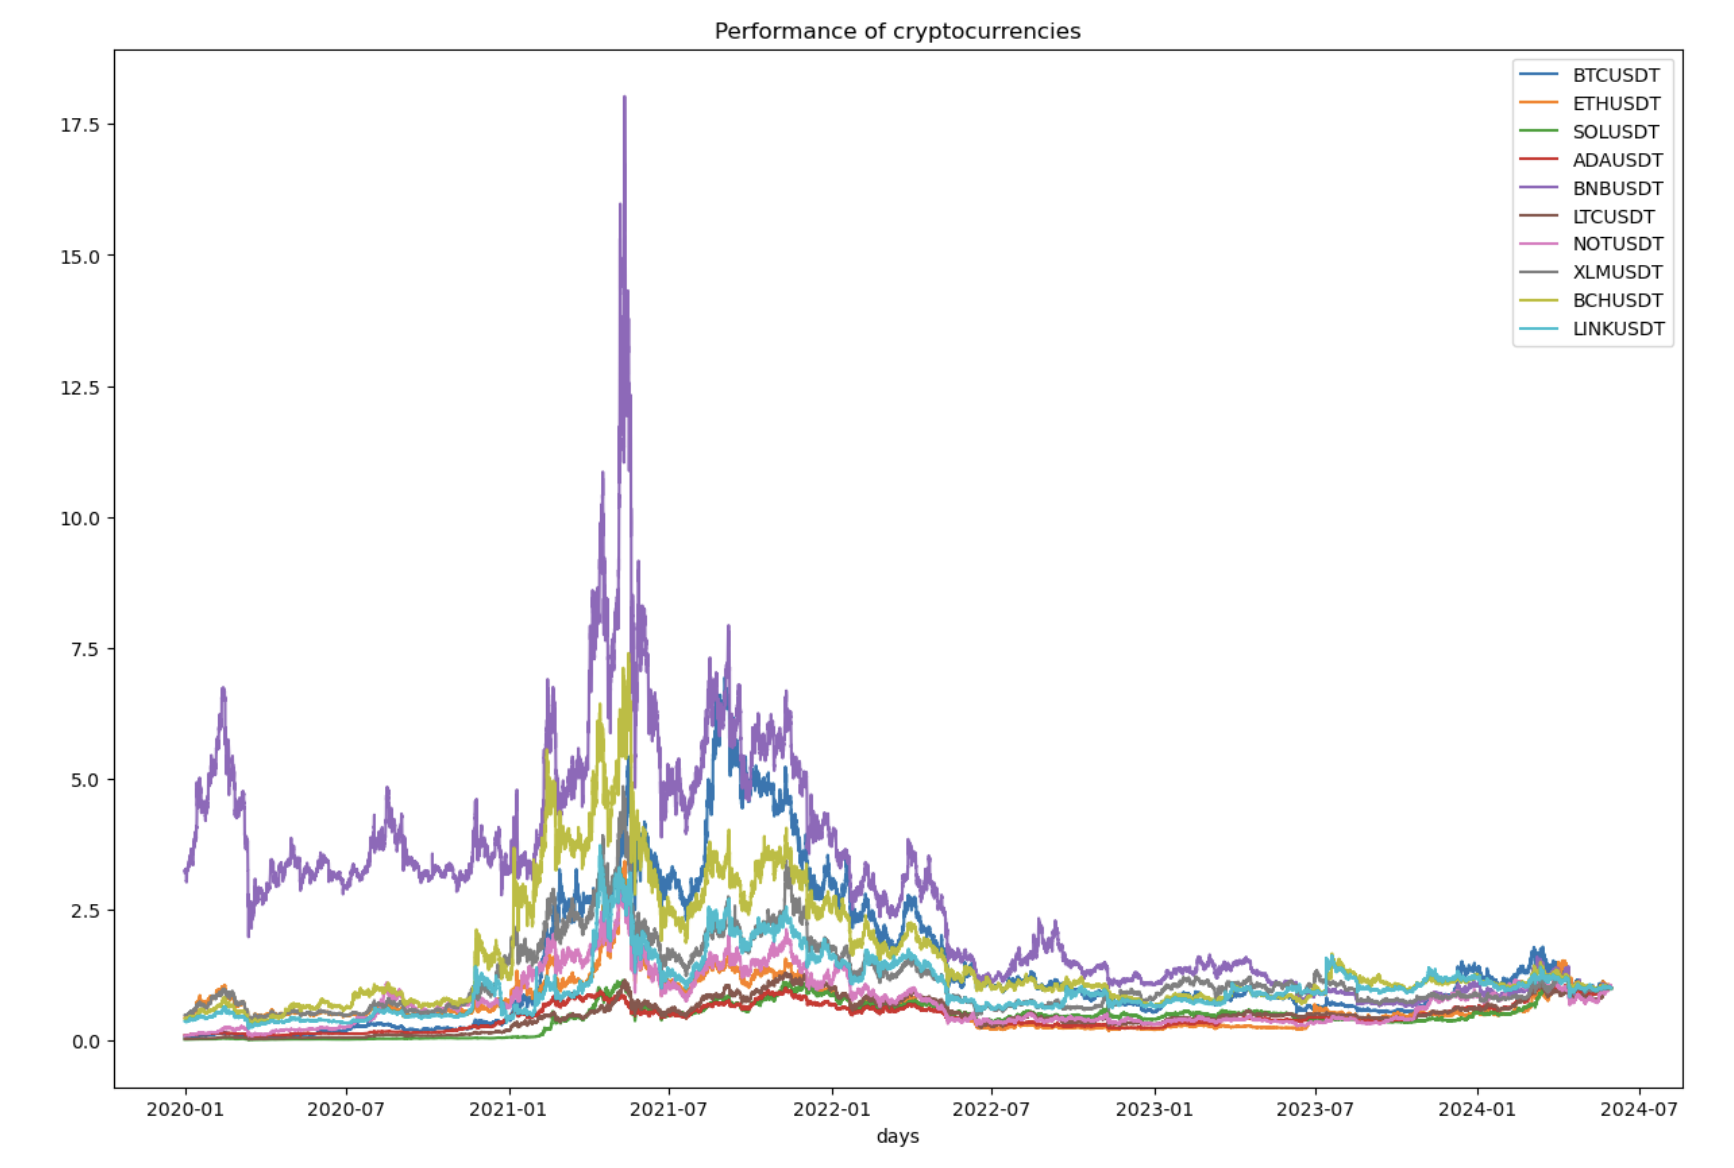 Performance of cryptocurrencies
17.5
15.0
12.5
10.0
7.5
5.0
2.5
0.0
BTCUSDT
ETHUSDT
SOLUSDT
ADAUSDT
BNBUSDT
LTCUSDT
NOTUSDT
XLMUSDT
BCHUSDT
LINKUSDT
2020-01 2020-07 2021-01 2021-07 2022-01 2022-07 2023-01 2023-07 2024-01 2024-07
days